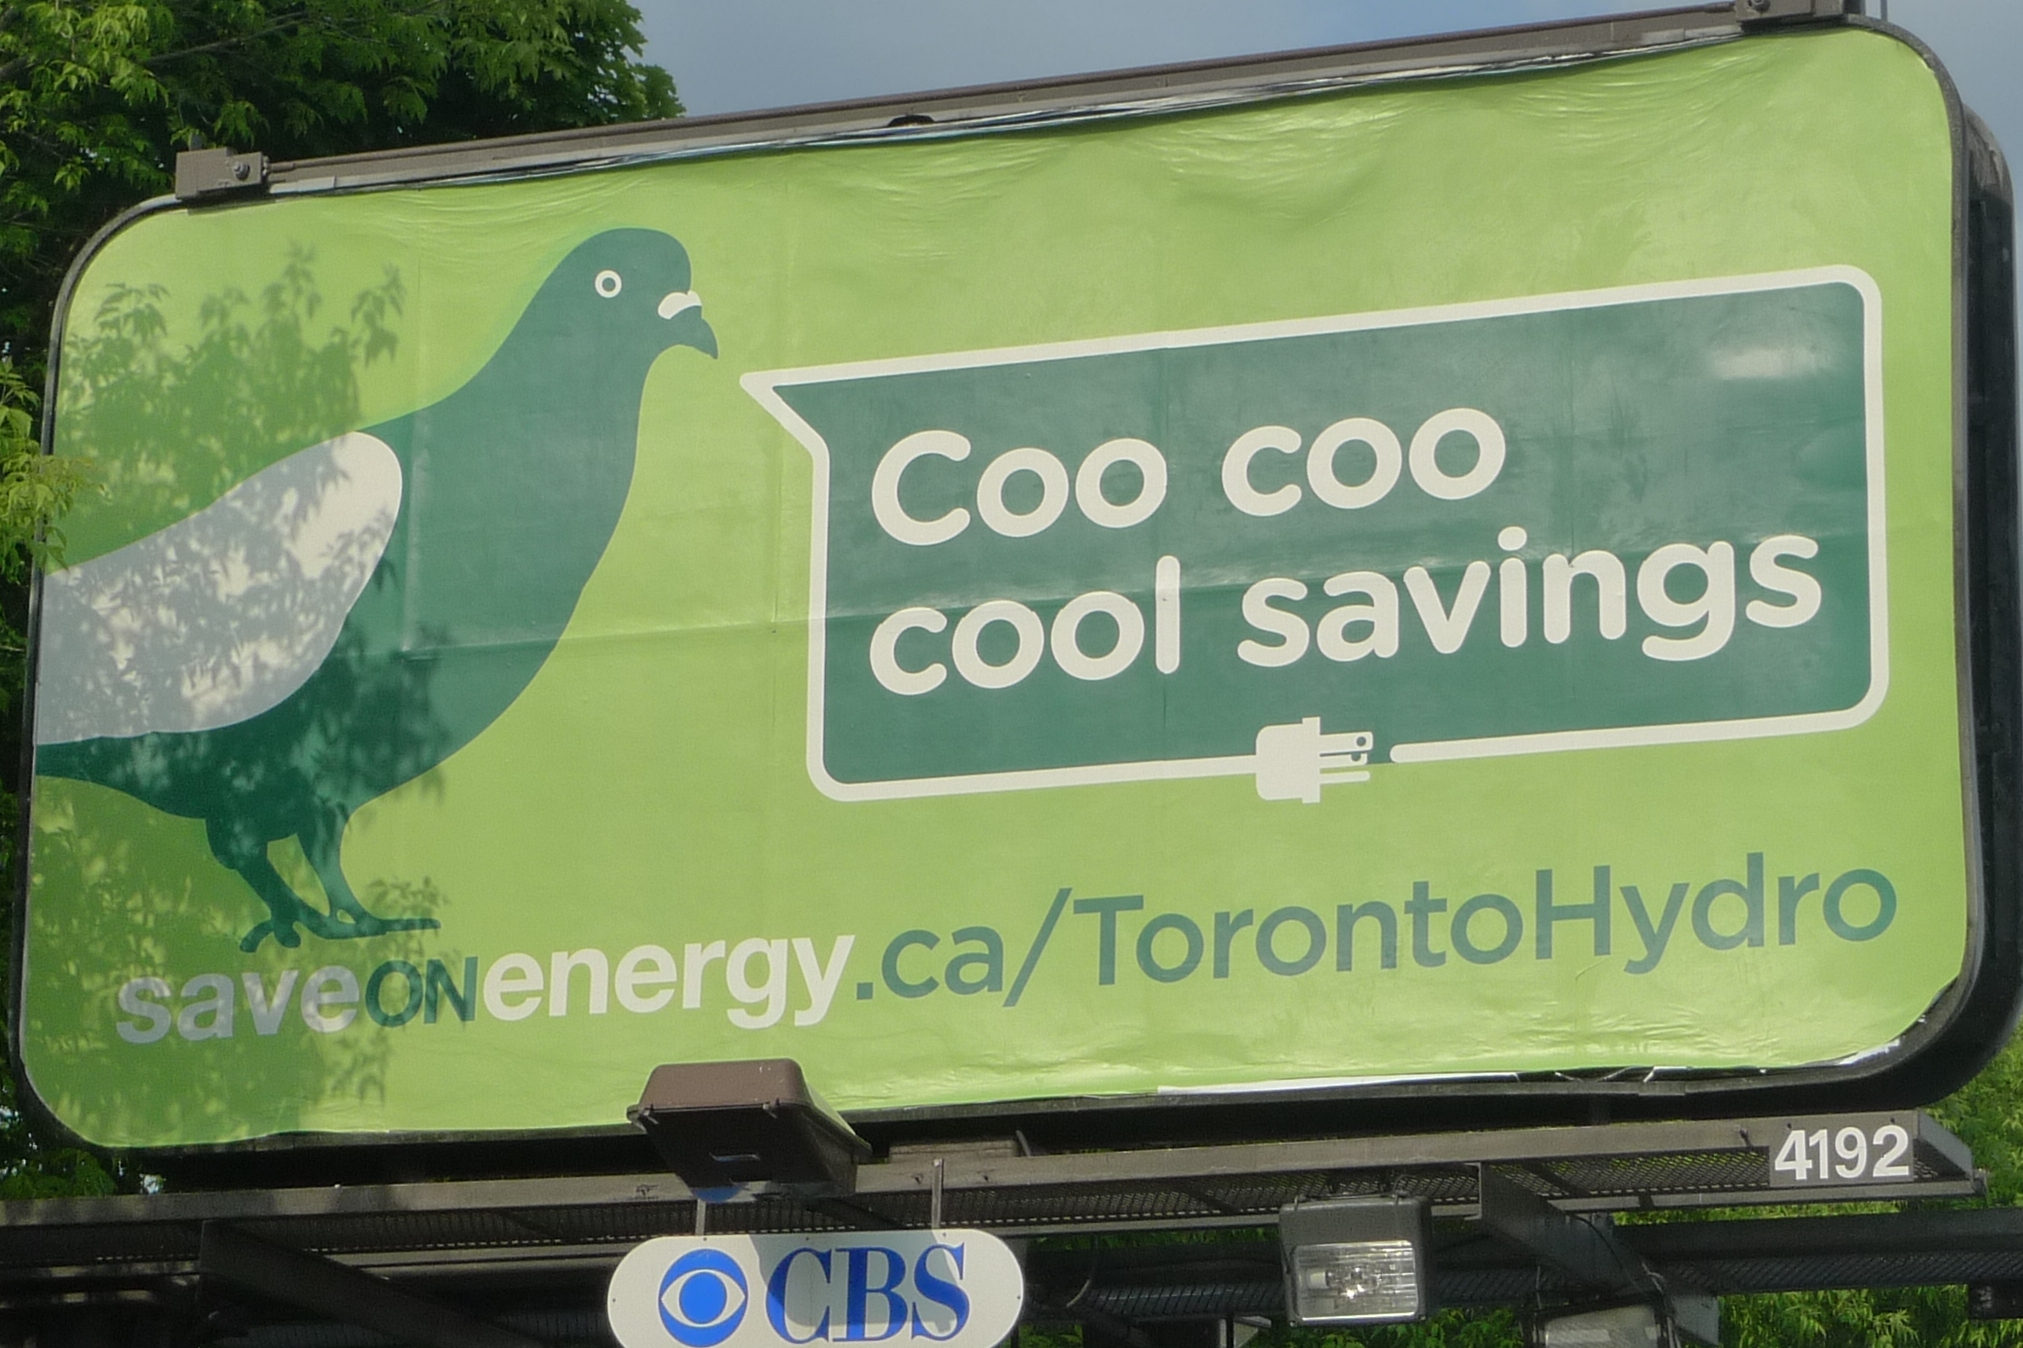 Coo coo
cool savings
saveONenergy.ca/TorontoHydro
4192
CBS